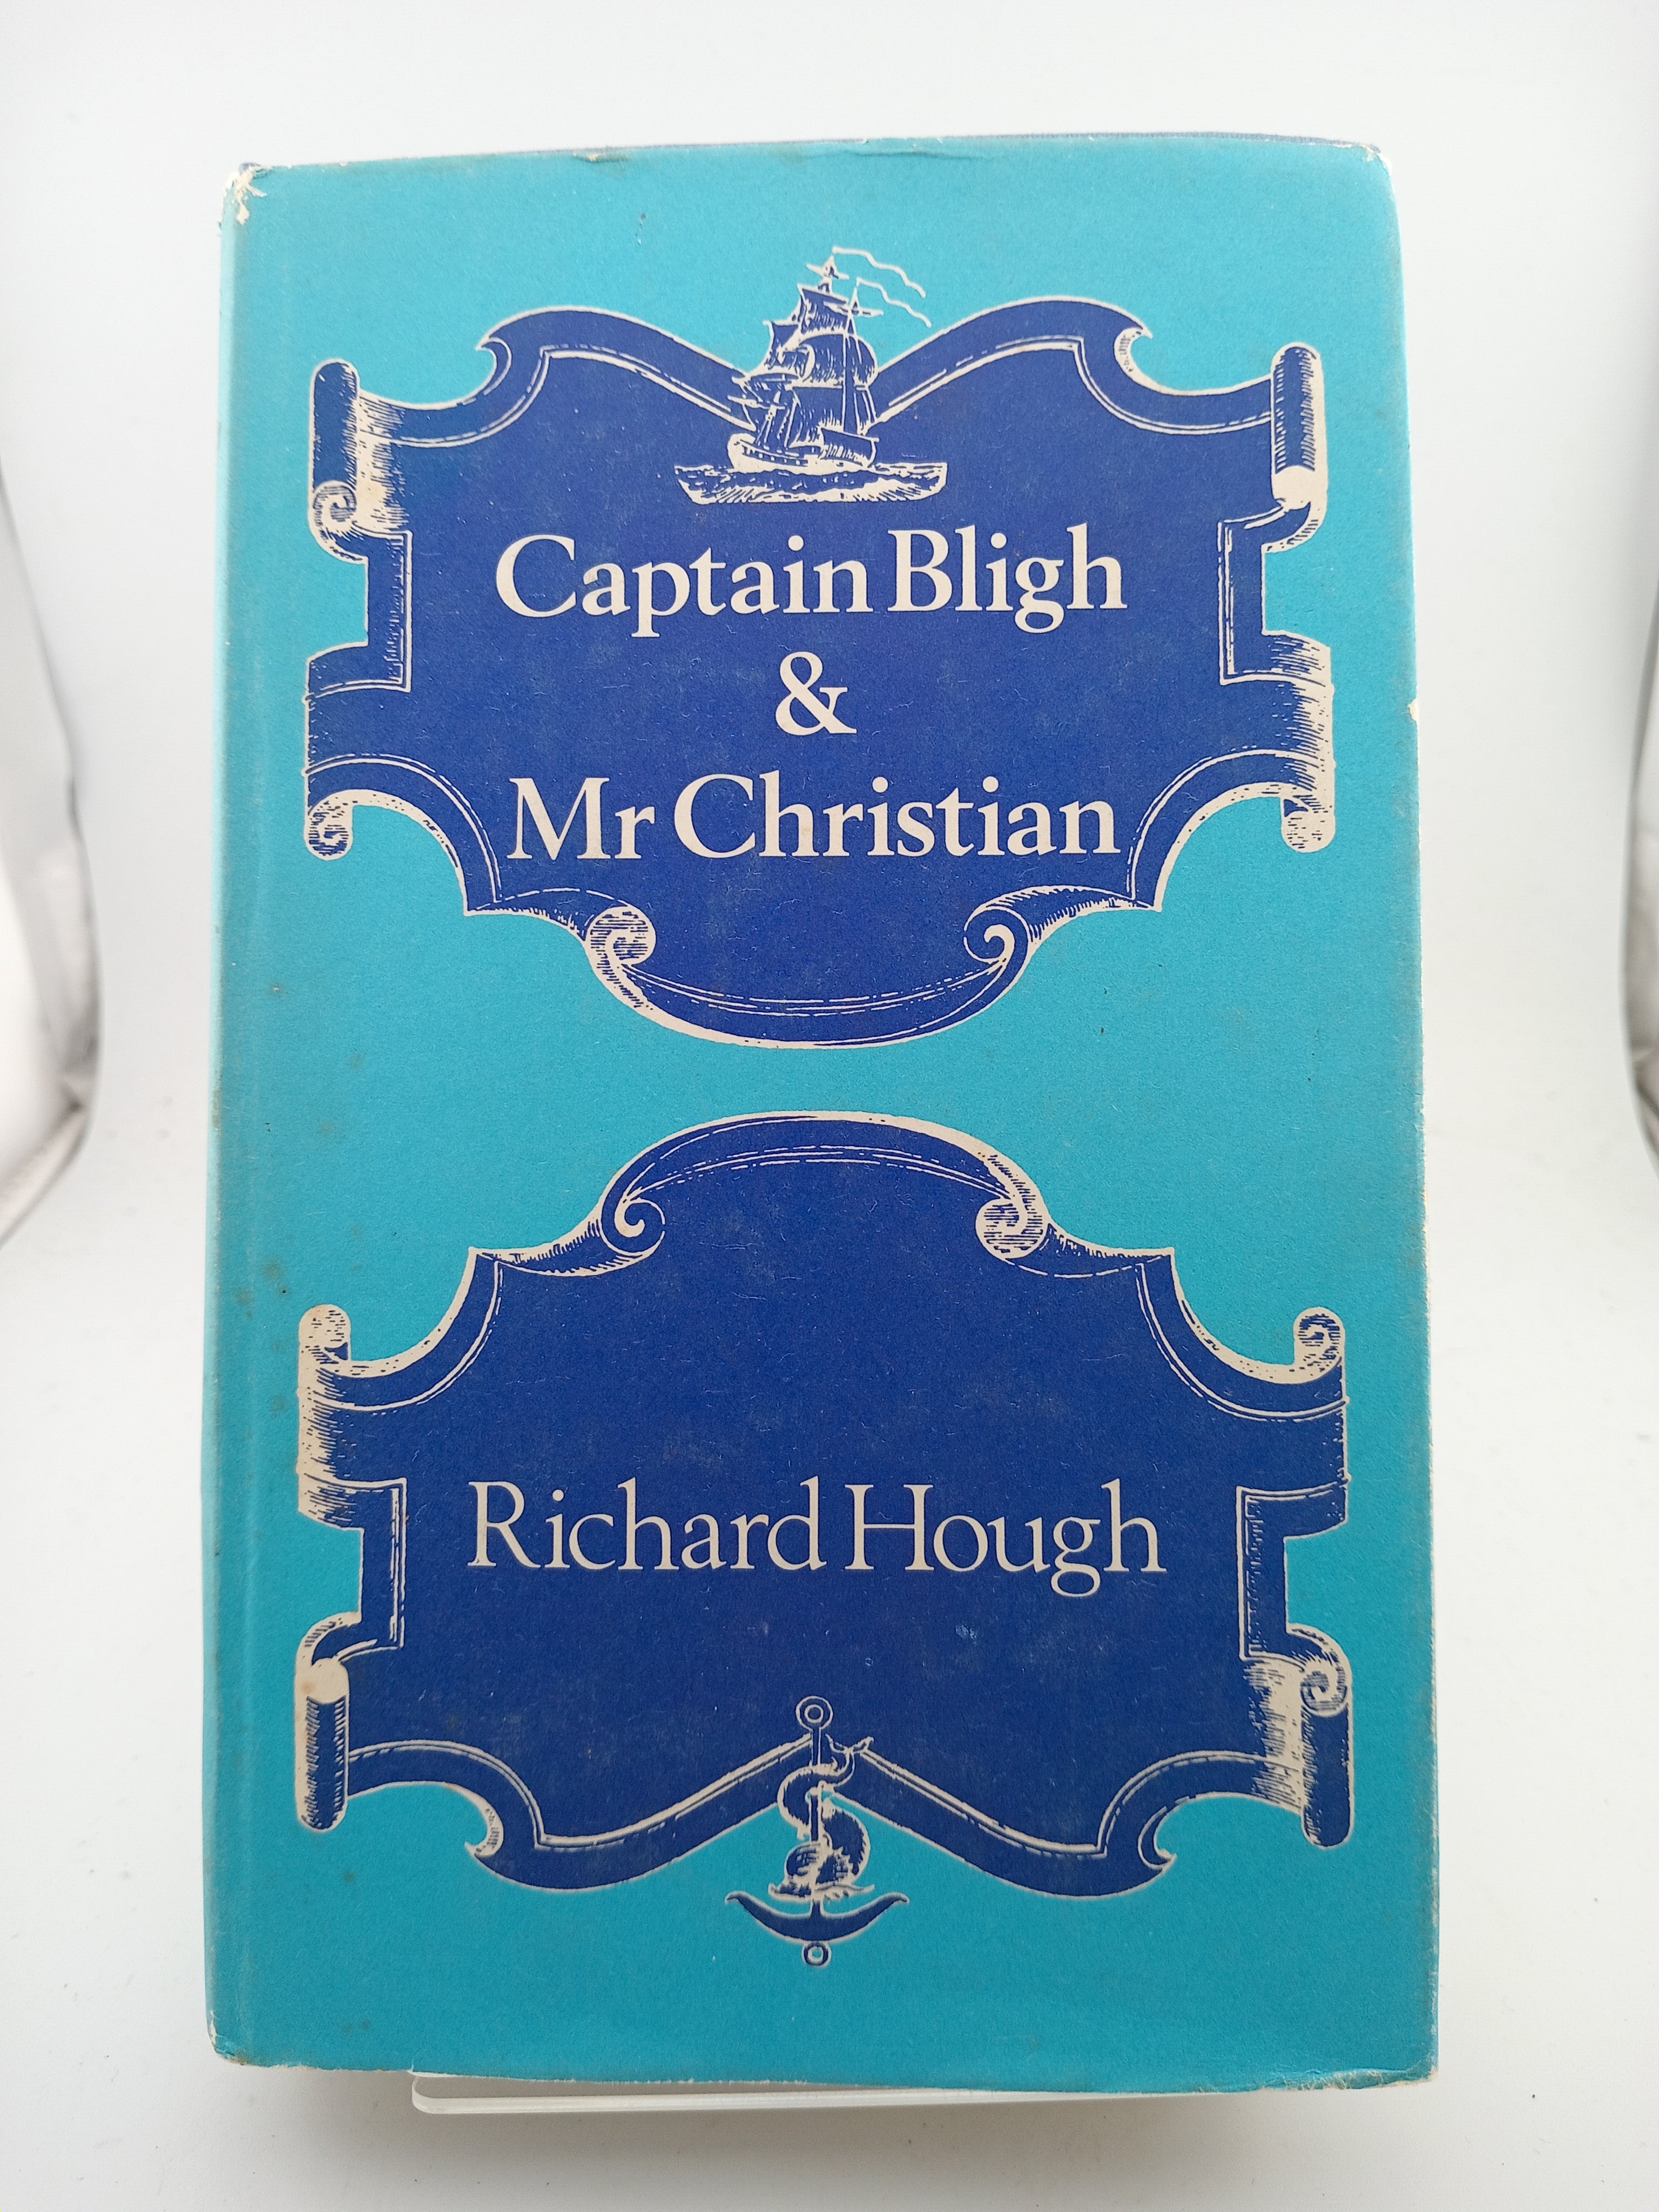 Captain Bligh
&
Mr Christian
Richard Hough